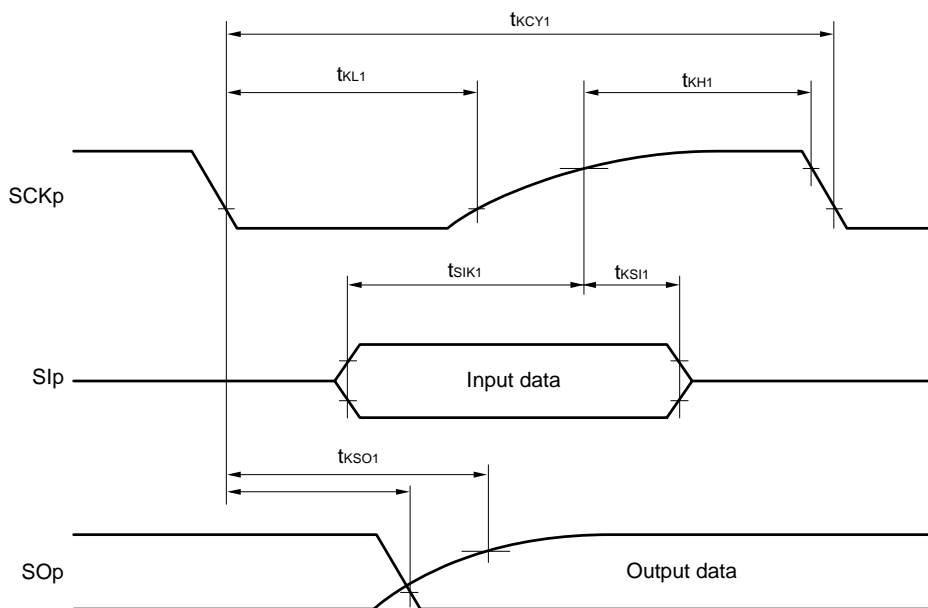 tKCY1
tKL1
tKH1
SCKp
tSIK1
tKSI1
SIp
Input data
tKSO1
SOp
Output data